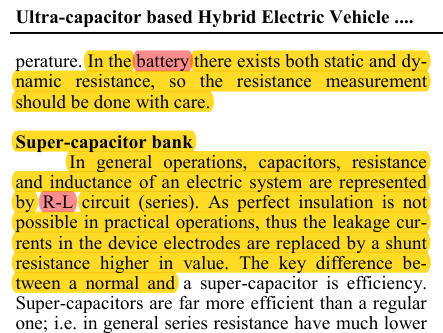 Ultra-capacitor based Hybrid Electric Vehicle ....
perature. In the battery there exists both static and dy-
namic resistance, so the resistance measurement
should be done with care.
Super-capacitor bank
In general operations, capacitors, resistance
and inductance of an electric system are represented
by R-L circuit (series). As perfect insulation is not
possible in practical operations, thus the leakage cur-
rents in the device electrodes are replaced by a shunt
resistance higher in value. The key difference be-
tween a normal and a super-capacitor is efficiency.
Super-capacitors are far more efficient than a regular
one; i.e. in general series resistance have much lower